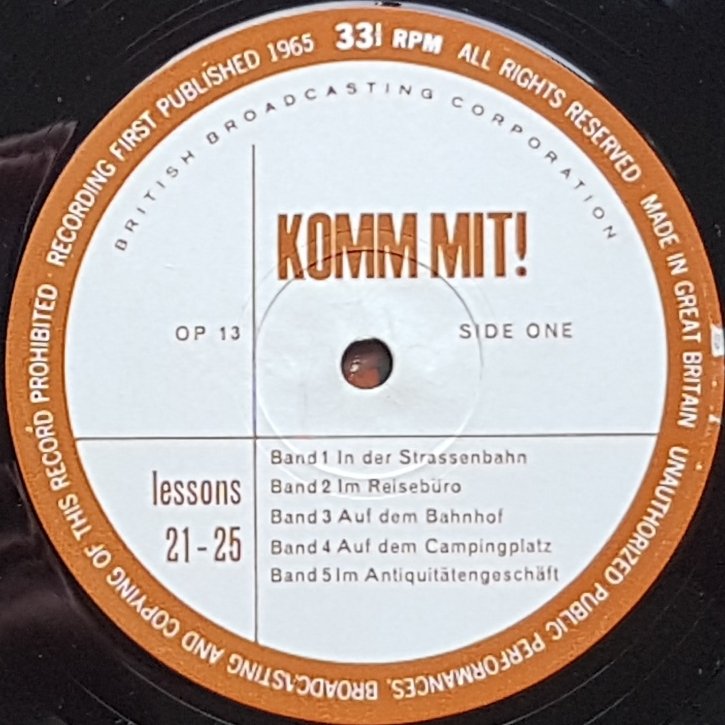 RECORDING FIRST PUBLISHED 1965 33⅓ RPM ALL RIGHTS RESERVED · MADE IN GREAT BRITAIN UNAUTHORIZED PUBLIC PERFORMANCES, BROADCASTING AND COPYING OF THIS RECORD PROHIBITED ·
BRITISH BROADCASTING CORPORATION
KOMM MIT!
OP 13 SIDE ONE
lessons
21-25
Band 1 In der Strassenbahn
Band 2 Im Reisebüro
Band 3 Auf dem Bahnhof
Band 4 Auf dem Campingplatz
Band 5 Im Antiquitätengeschäft